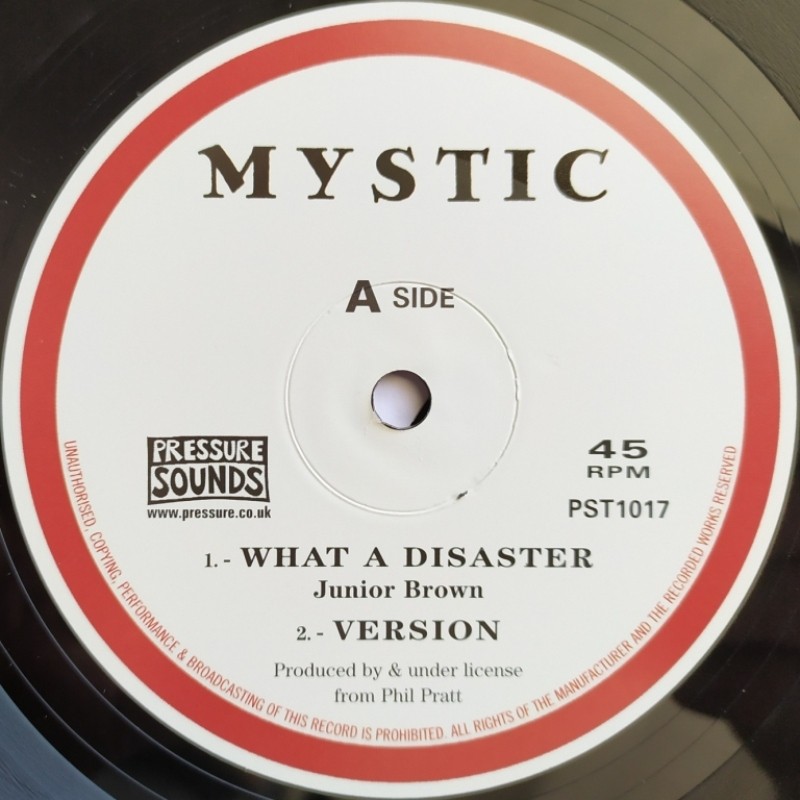 MYSTIC
A SIDE
PRESSURE
SOUNDS
www.pressure.co.uk
45
RPM
PST1017
1. - WHAT A DISASTER
Junior Brown
2. - VERSION
Produced by & under license
from Phil Pratt
UNAUTHORISED, COPYING, PERFORMANCE & BROADCASTING OF THIS RECORD IS PROHIBITED. ALL RIGHTS OF THE MANUFACTURER AND THE RECORDED WORKS RESERVED